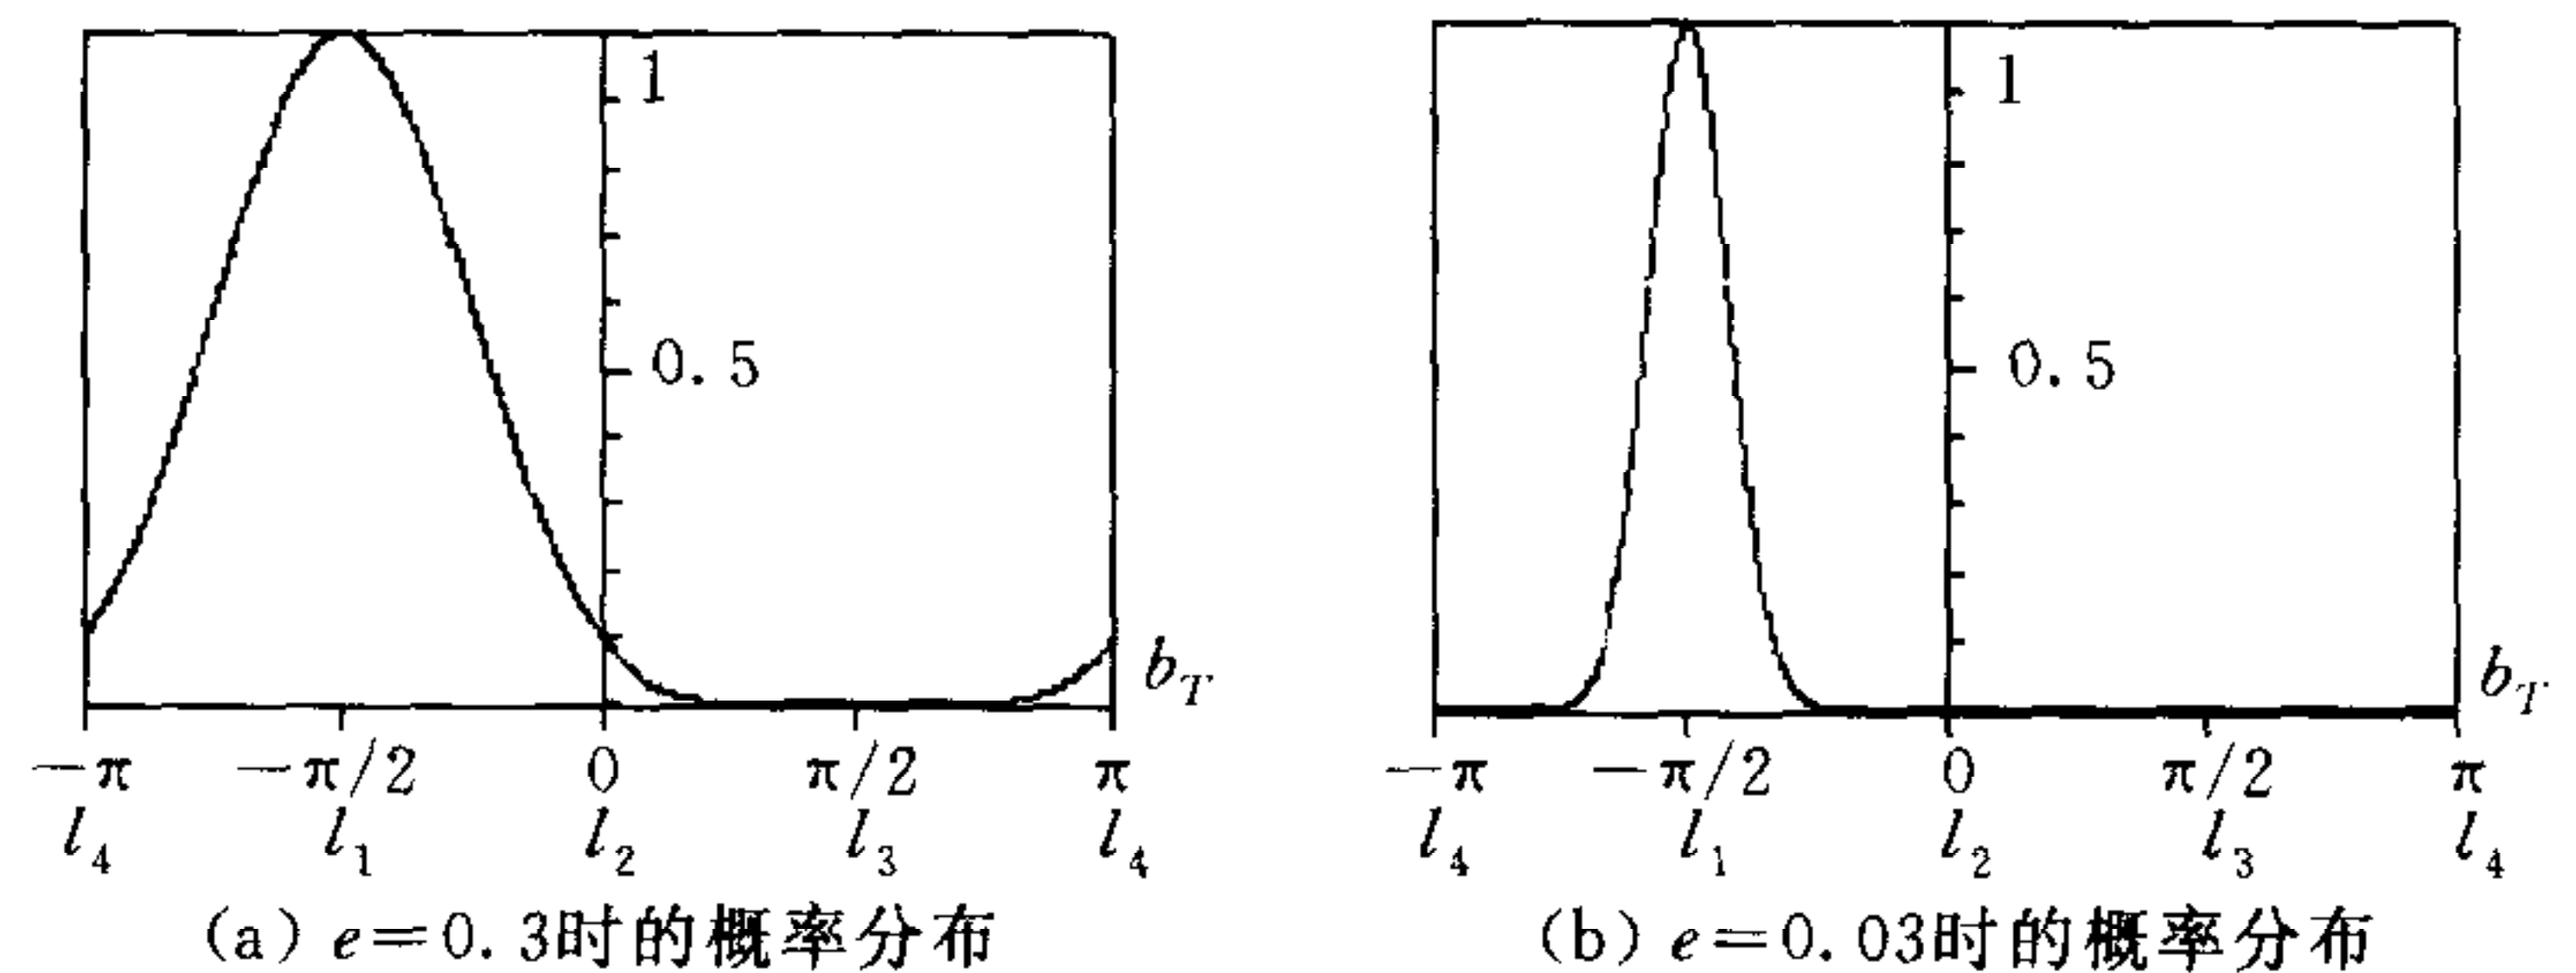 1
0.5
b_T
-π -π/2 0 π/2 π
l_4 l_1 l_2 l_3 l_4
(a) e=0.3时的概率分布
1
0.5
b_T
-π -π/2 0 π/2 π
l_4 l_1 l_2 l_3 l_4
(b) e=0.03时的概率分布